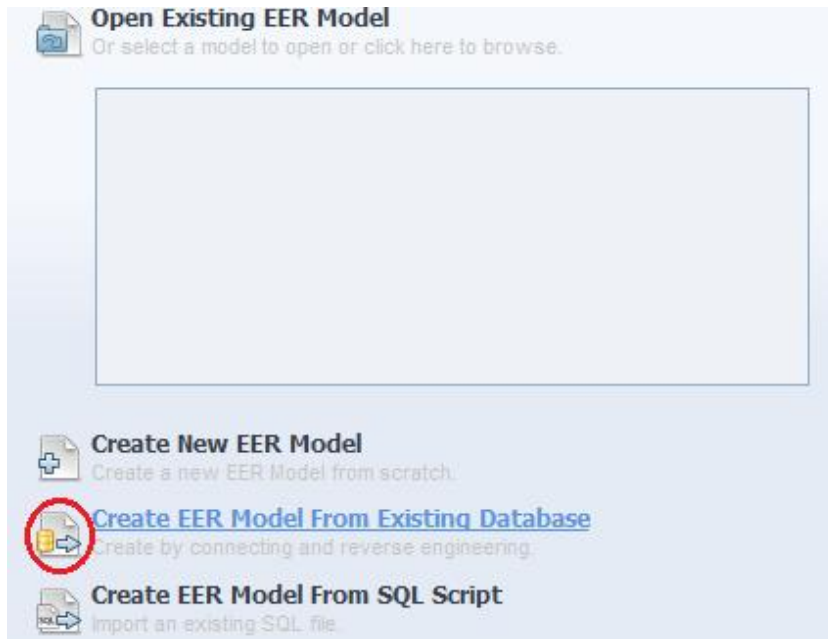 Open Existing EER Model
Or select a model to open or click here to browse.
Create New EER Model
Create a new EER Model from scratch.
Create EER Model From Existing Database
Create by connecting and reverse engineering.
Create EER Model From SQL Script
SQL
Import an existing SQL file.